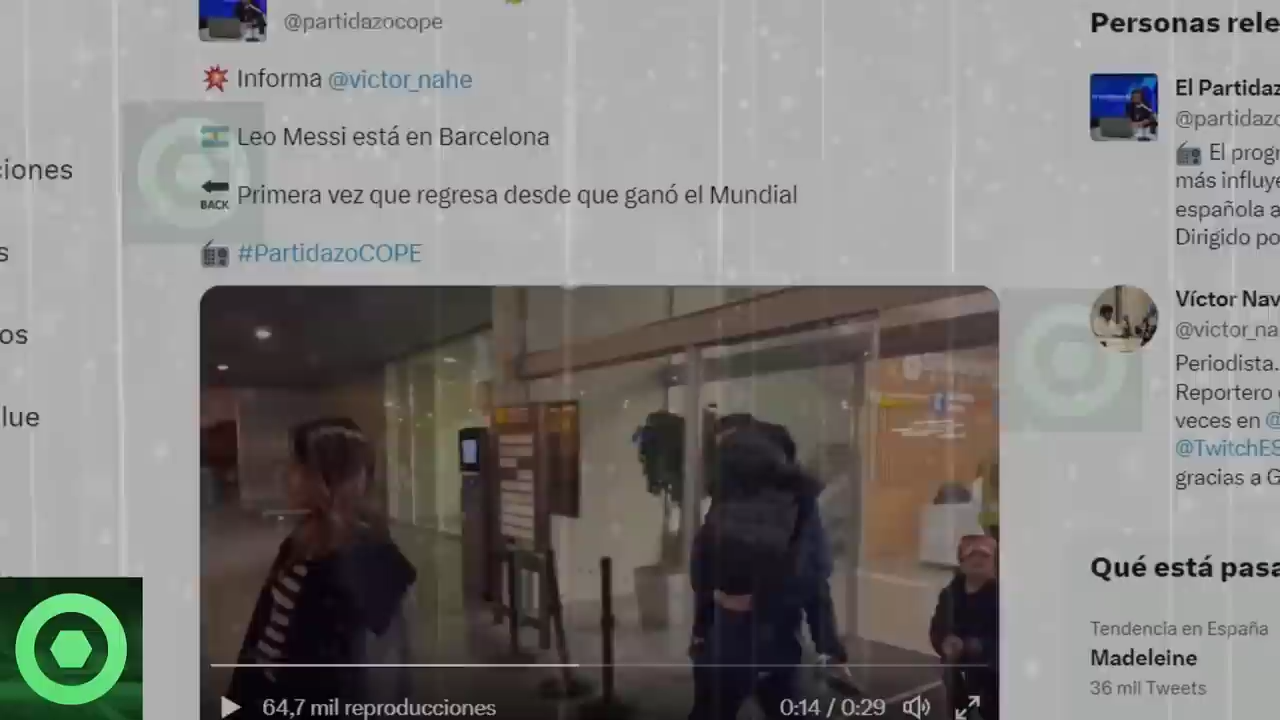 @partidazocope
Informa @victor_nahe
Leo Messi está en Barcelona
BACK Primera vez que regresa desde que ganó el Mundial
#PartidazoCOPE
64,7 mil reproducciones
0:14 / 0:29
ciones
s
os
lue
Personas rele
El Partidaz
@partidazo
El progr
más influye
española a
Dirigido po
Víctor Nav
@victor_na
Periodista.
Reportero
veces en @
@TwitchES
gracias a G
Qué está pasa
Tendencia en España
Madeleine
36 mil Tweets